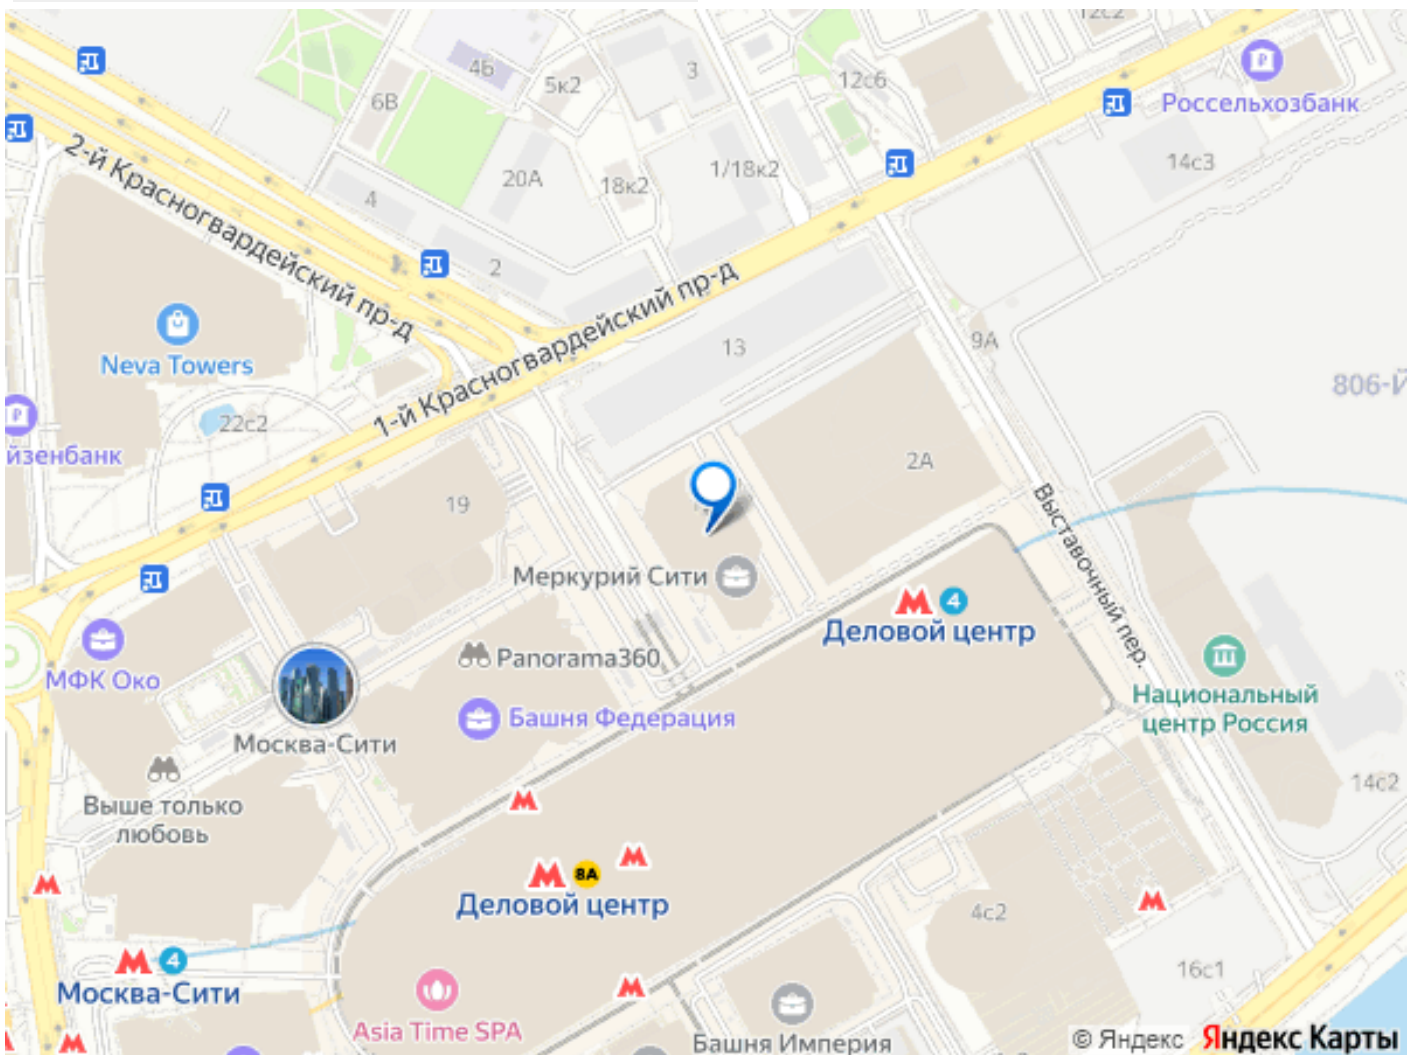 12с2
4Б
3
5к2
12с6
6В
Россельхозбанк
2-й Красногвардейский пр-д
20А
18к2
1/18к2
14с3
4
2
1-й Красногвардейский пр-д
13
9А
Neva Towers
806-Й
22с2
йзенбанк
19
2А
Выставочный пер.
Меркурий Сити
4
Деловой центр
МФК Око
Panorama360
Национальный
центр Россия
Башня Федерация
Москва-Сити
Выше только
любовь
14с2
8А
Деловой центр
4с2
4
Москва-Сити
16с1
Asia Time SPA
Башня Империя
© Яндекс Яндекс Карты